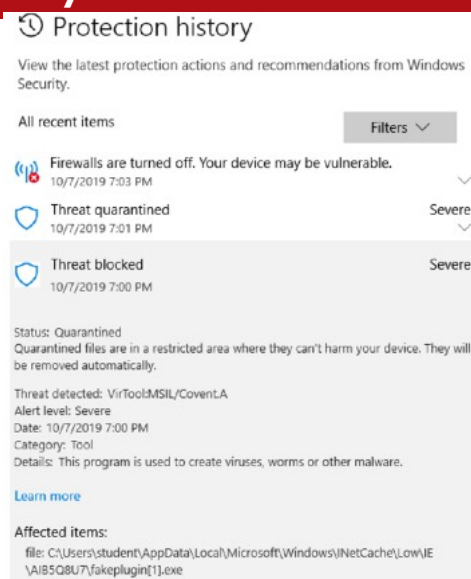 Protection history
View the latest protection actions and recommendations from Windows
Security.
All recent items
Filters
Firewalls are turned off. Your device may be vulnerable.
10/7/2019 7:03 PM
Threat quarantined Severe
10/7/2019 7:01 PM
Threat blocked Severe
10/7/2019 7:00 PM
Status: Quarantined
Quarantined files are in a restricted area where they can't harm your device. They will
be removed automatically.
Threat detected: VirTool:MSIL/Covent.A
Alert level: Severe
Date: 10/7/2019 7:00 PM
Category: Tool
Details: This program is used to create viruses, worms or other malware.
Learn more
Affected items:
file: C:\Users\student\AppData\Local\Microsoft\Windows\INetCache\Low\IE
\AIB5Q8U7\fakeplugin[1].exe